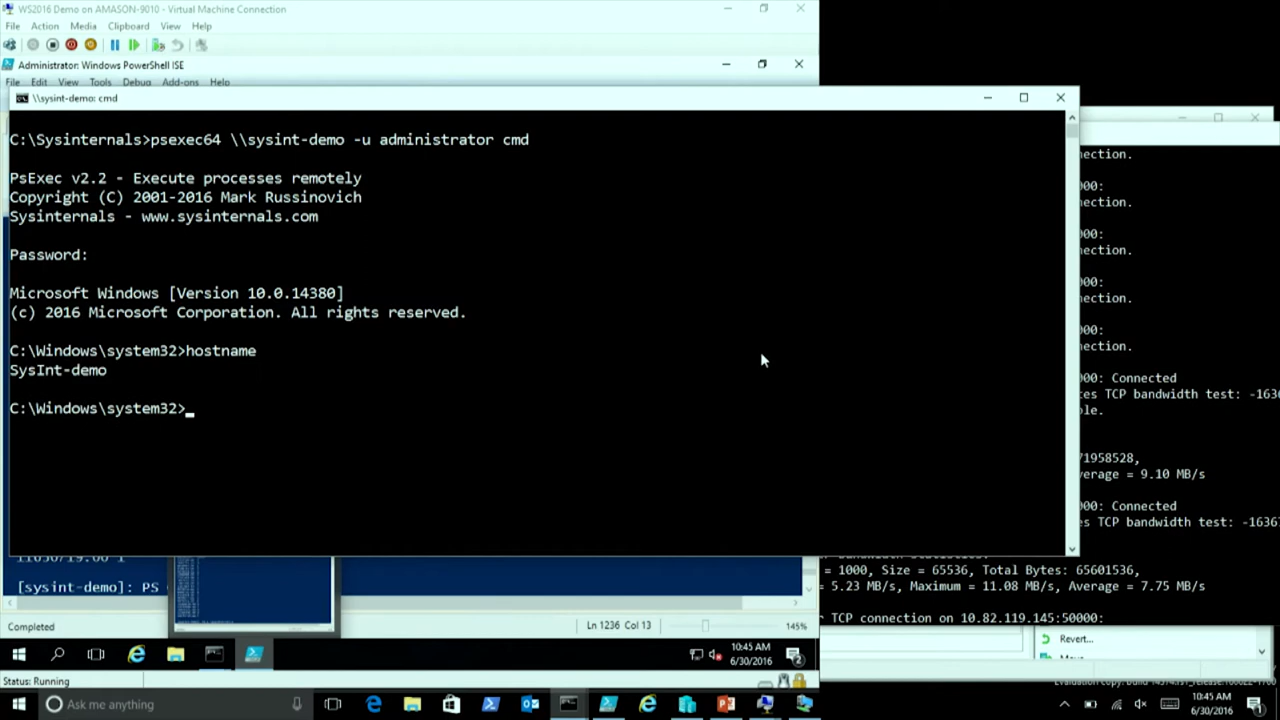 WS2016 Demo on AMASON-9010 - Virtual Machine Connection
File Action Media Clipboard View Help
Administrator: Windows PowerShell ISE
File Edit View Tools Debug Add-ons Help
\\sysint-demo: cmd
C:\Sysinternals>psexec64 \\sysint-demo -u administrator cmd
PsExec v2.2 - Execute processes remotely
Copyright (C) 2001-2016 Mark Russinovich
Sysinternals - www.sysinternals.com
Password:
Microsoft Windows [Version 10.0.14380]
(c) 2016 Microsoft Corporation. All rights reserved.
C:\Windows\system32>hostname
SysInt-demo
C:\Windows\system32>
ection.
000:
ection.
000:
ection.
000:
ection.
000:
ection.
000: Connected
es TCP bandwidth test: -1636
ole.
71958528,
verage = 9.10 MB/s
000: Connected
es TCP bandwidth test: -1636
= 1000, Size = 65536, Total Bytes: 65601536,
= 5.23 MB/s, Maximum = 11.08 MB/s, Average = 7.75 MB/s
r TCP connection on 10.82.119.145:50000:
[sysint-demo]: PS
Completed
Ln 1236 Col 13
145%
Revert...
10:45 AM
6/30/2016
Status: Running
Ask me anything
10:45 AM
6/30/2016